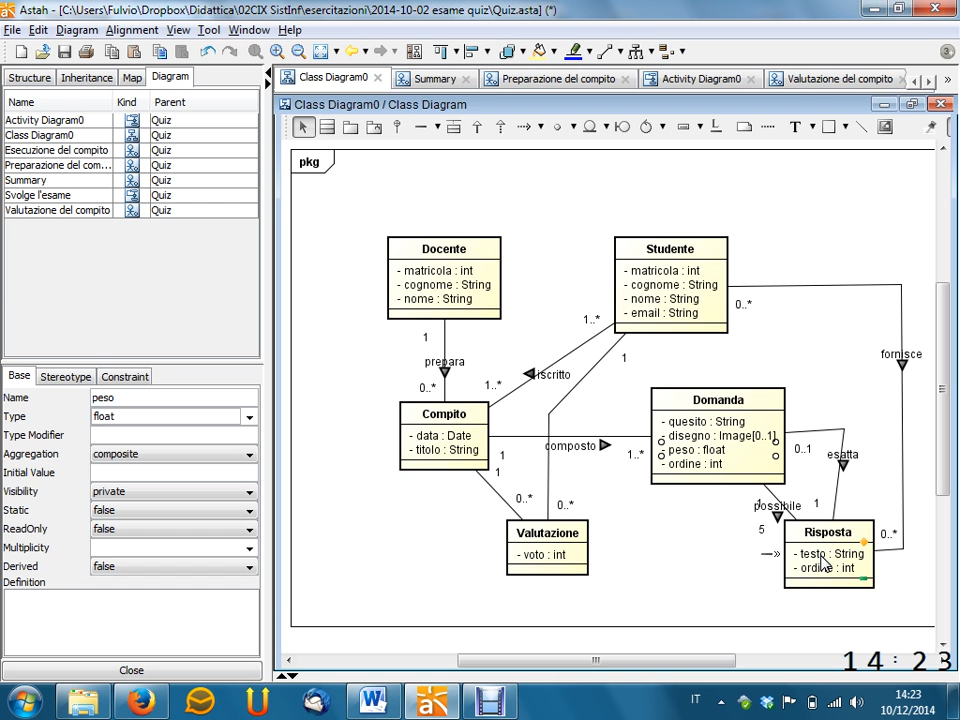 Astah - [C:\Users\Fulvio\Dropbox\Didattica\02CIX SistInf\esercitazioni\2014-10-02 esame quiz\Quiz.asta] (*)
File Edit Diagram Alignment View Tool Window Help
Structure Inheritance Map Diagram
Class Diagram0 Summary Preparazione del compito Activity Diagram0 Valutazione del compito
Name Kind Parent
Activity Diagram0 Quiz
Class Diagram0 Quiz
Esecuzione del compito Quiz
Preparazione del com... Quiz
Summary Quiz
Svolge l'esame Quiz
Valutazione del compito Quiz
Class Diagram0 / Class Diagram
pkg
Docente
- matricola : int
- cognome : String
- nome : String
Studente
- matricola : int
- cognome : String
- nome : String
- email : String
0..*
1..*
1
1
prepara
0..*
iscritto
1..*
fornisce
Compito
- data : Date
- titolo : String
Domanda
- quesito : String
- disegno : Image[0..1]
- peso : float
- ordine : int
composto
1
1..*
0..1
esatta
1
0..*
0..*
1
possibile
1
5
Valutazione
- voto : int
Risposta
- testo : String
- ordine : int
0..*
Base Stereotype Constraint
Name peso
Type float
Type Modifier
Aggregation composite
Initial Value
Visibility private
Static false
ReadOnly false
Multiplicity
Derived false
Definition
Close
14:23
IT
14:23
10/12/2014